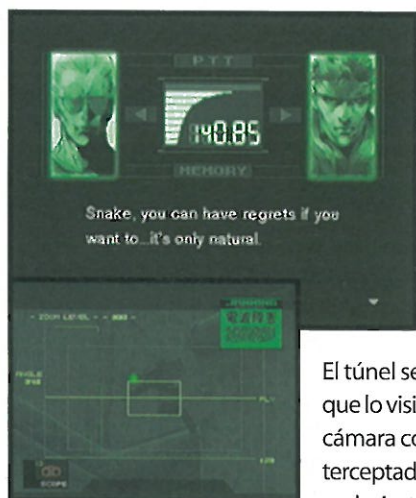 PTT
140.85
MEMORY
Snake, you can have regrets if you
want to...it's only natural.
- ZOOM LEVEL -
ANGLE
SCOPE
El túnel se
que lo visi
cámara co
terceptad